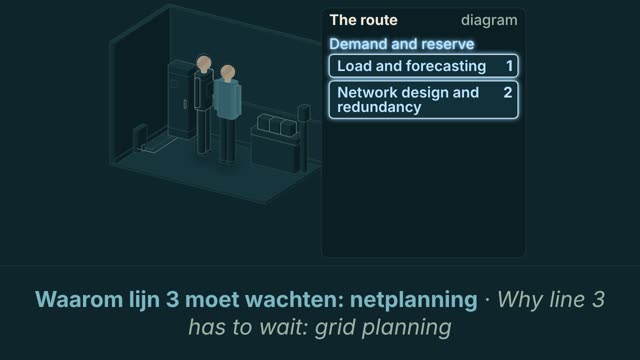 The route diagram
Demand and reserve
Load and forecasting 1
Network design and 2
redundancy
Waarom lijn 3 moet wachten: netplanning · Why line 3
has to wait: grid planning